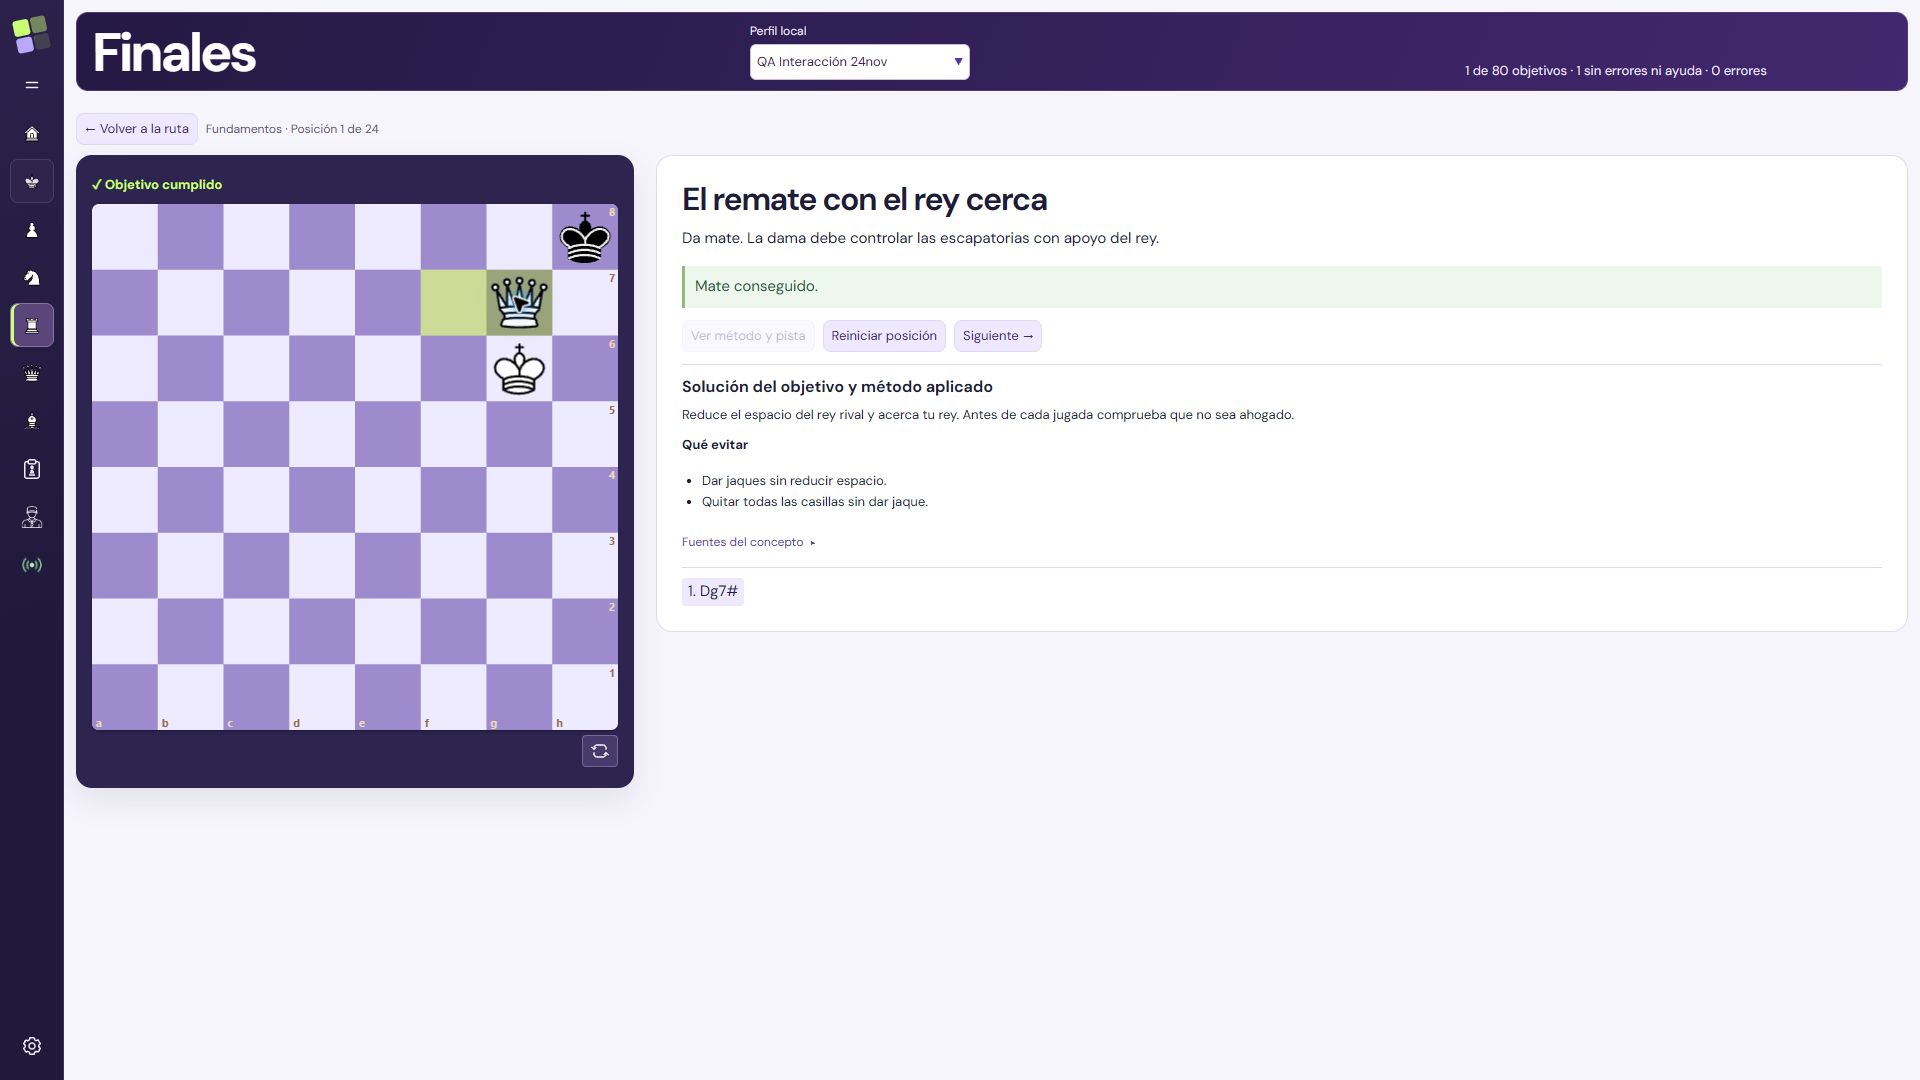 Finales
Perfil local
QA Interacción 24nov
1 de 80 objetivos · 1 sin errores ni ayuda · 0 errores
← Volver a la ruta
Fundamentos · Posición 1 de 24
✓ Objetivo cumplido
8
7
6
5
4
3
2
1
a b c d e f g h
El remate con el rey cerca
Da mate. La dama debe controlar las escapatorias con apoyo del rey.
Mate conseguido.
Ver método y pista
Reiniciar posición
Siguiente →
Solución del objetivo y método aplicado
Reduce el espacio del rey rival y acerca tu rey. Antes de cada jugada comprueba que no sea ahogado.
Qué evitar
• Dar jaques sin reducir espacio.
• Quitar todas las casillas sin dar jaque.
Fuentes del concepto ▸
1. Dg7#